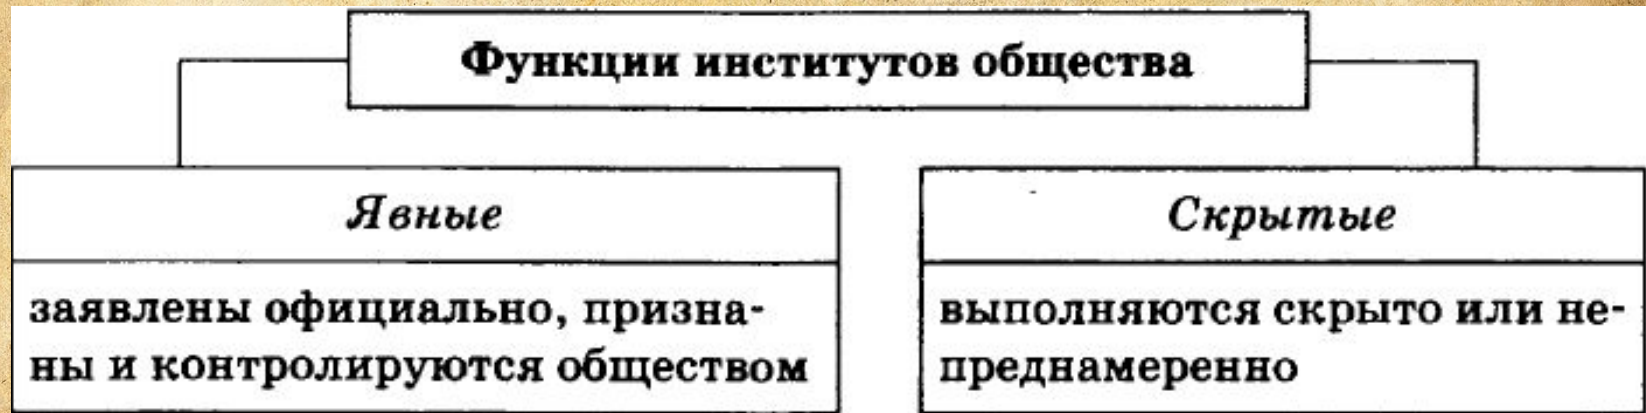 Функции институтов общества
Явные
заявлены официально, призна-
ны и контролируются обществом
Скрытые
выполняются скрыто или не-
преднамеренно